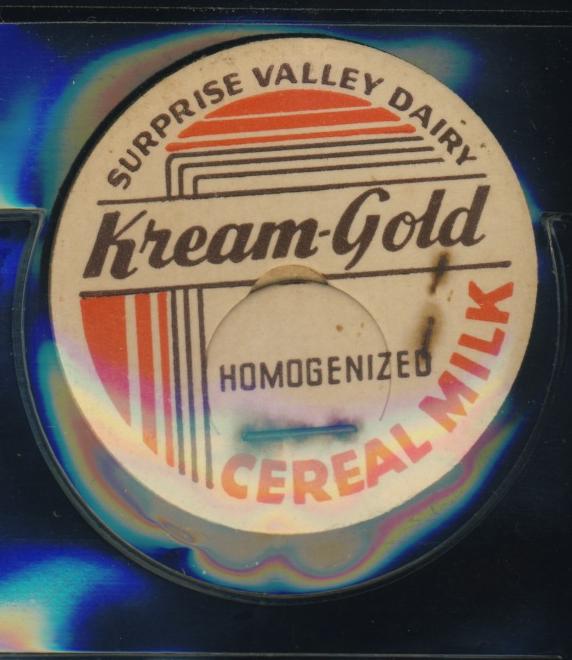 SURPRISE VALLEY DAIRY
Kream-Gold
HOMOGENIZED
CEREAL MILK